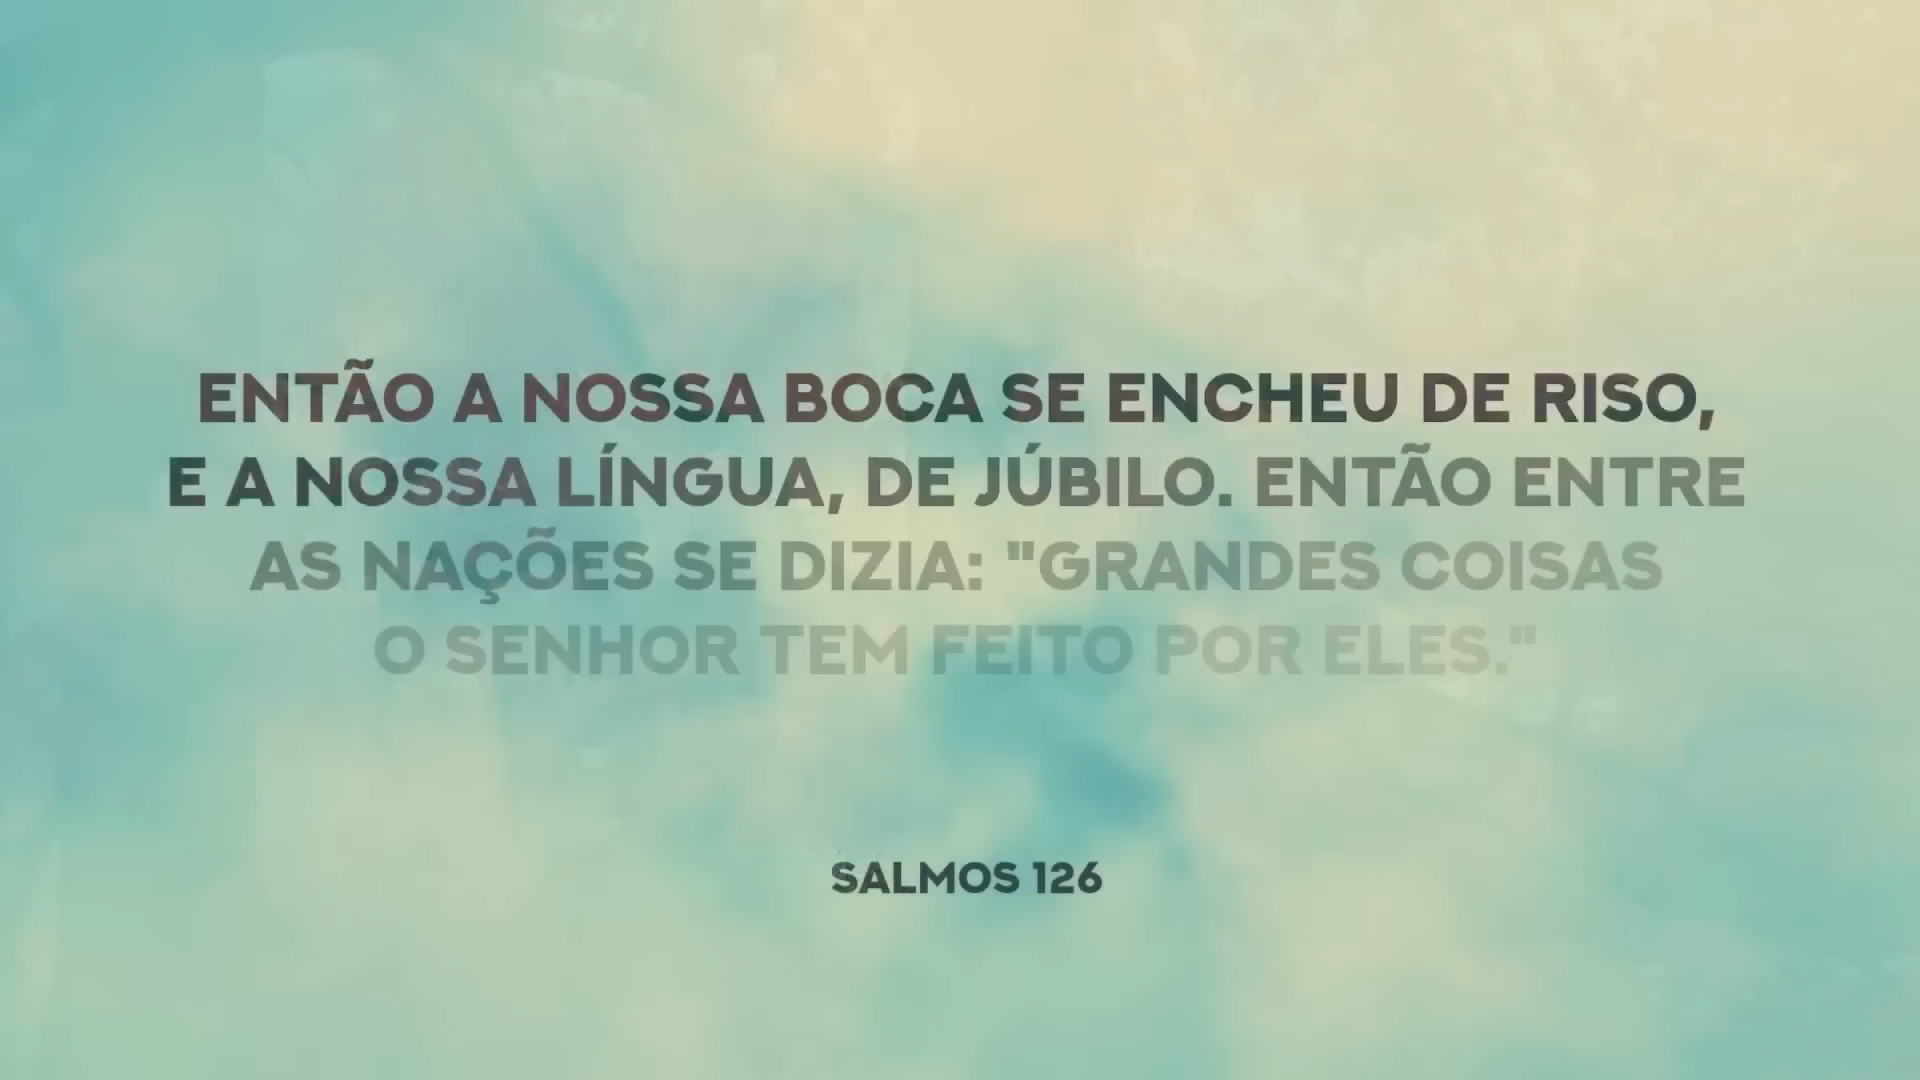 ENTÃO A NOSSA BOCA SE ENCHEU DE RISO,
E A NOSSA LÍNGUA, DE JÚBILO. ENTÃO ENTRE
AS NAÇÕES SE DIZIA: "GRANDES COISAS
O SENHOR TEM FEITO POR ELES."
SALMOS 126